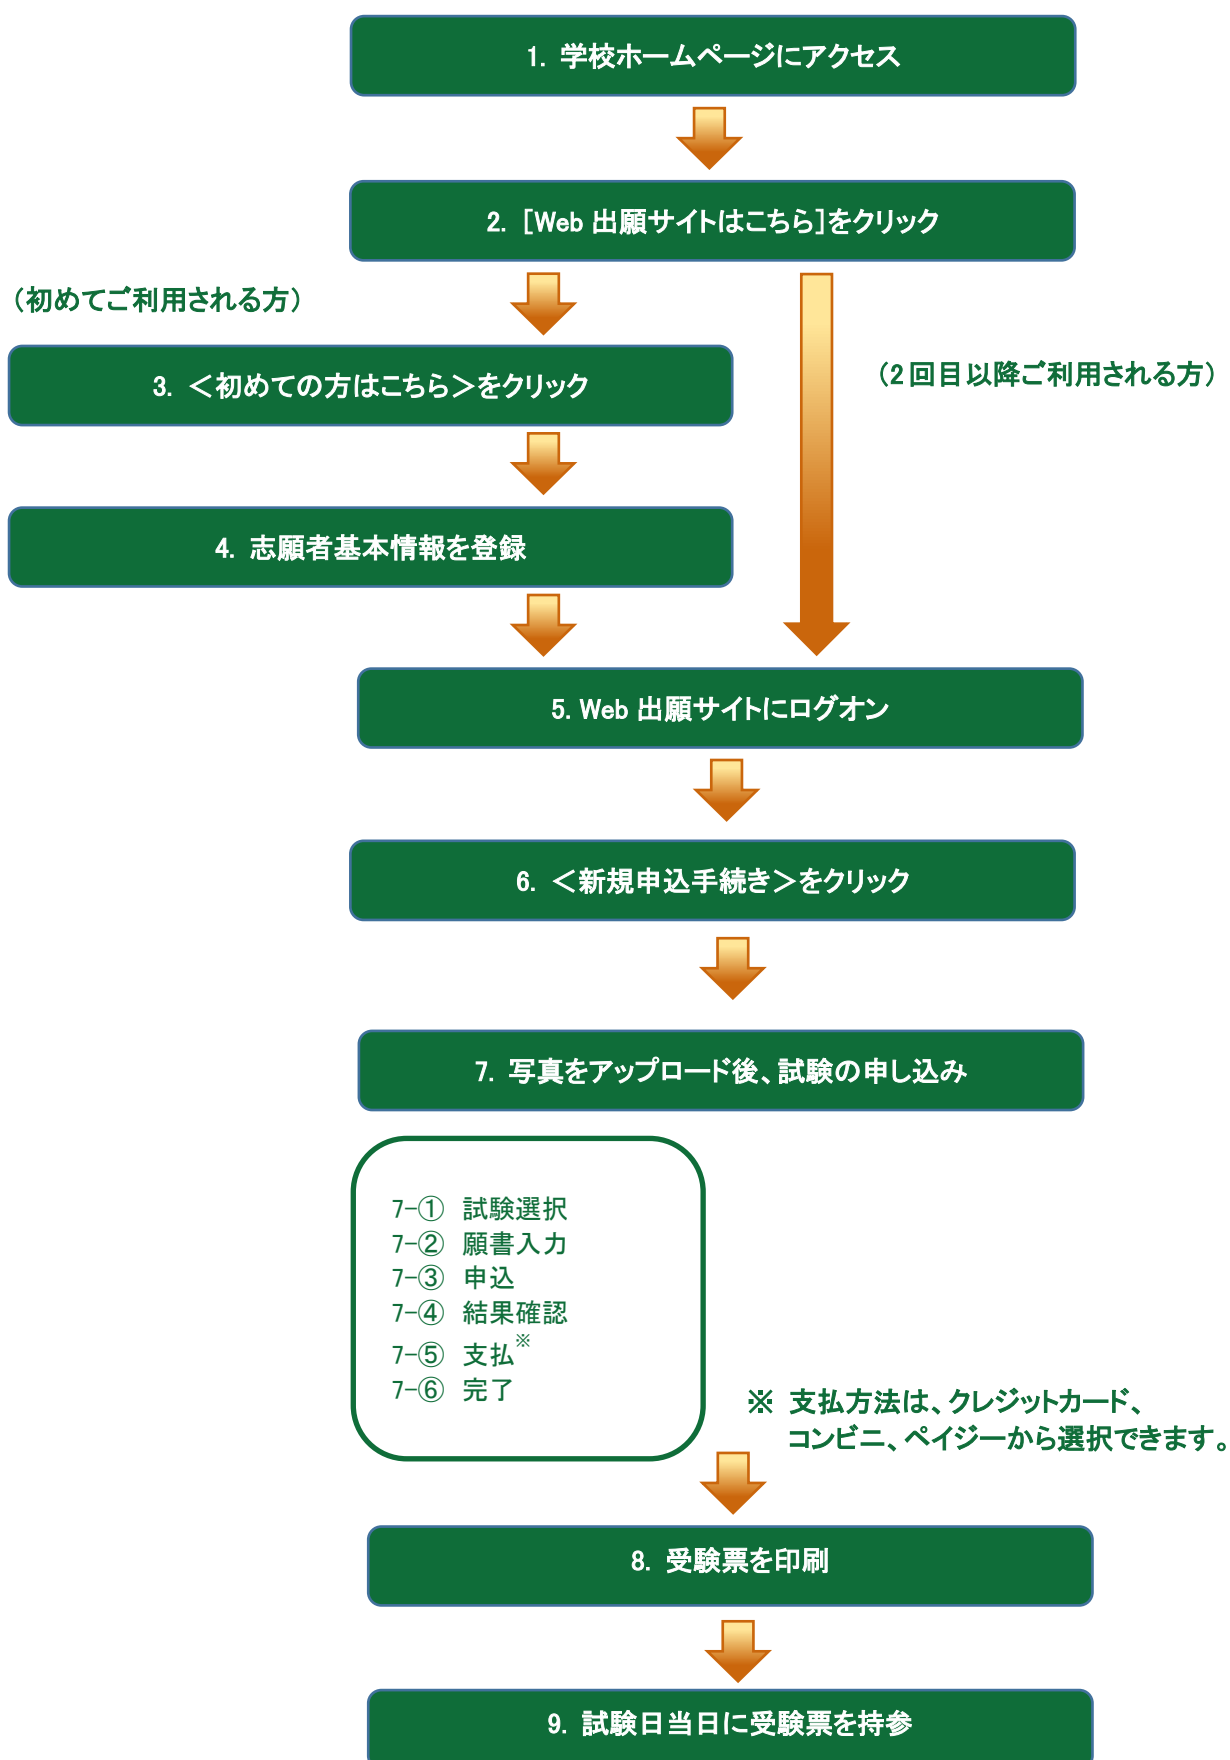 1. 学校ホームページにアクセス
2. [Web 出願サイトはこちら]をクリック
（初めてご利用される方）
3. ＜初めての方はこちら＞をクリック
（2回目以降ご利用される方）
4. 志願者基本情報を登録
5. Web 出願サイトにログオン
6. ＜新規申込手続き＞をクリック
7. 写真をアップロード後、試験の申し込み
7-① 試験選択
7-② 願書入力
7-③ 申込
7-④ 結果確認
7-⑤ 支払※
7-⑥ 完了
※ 支払方法は、クレジットカード、
コンビニ、ペイジーから選択できます。
8. 受験票を印刷
9. 試験日当日に受験票を持参